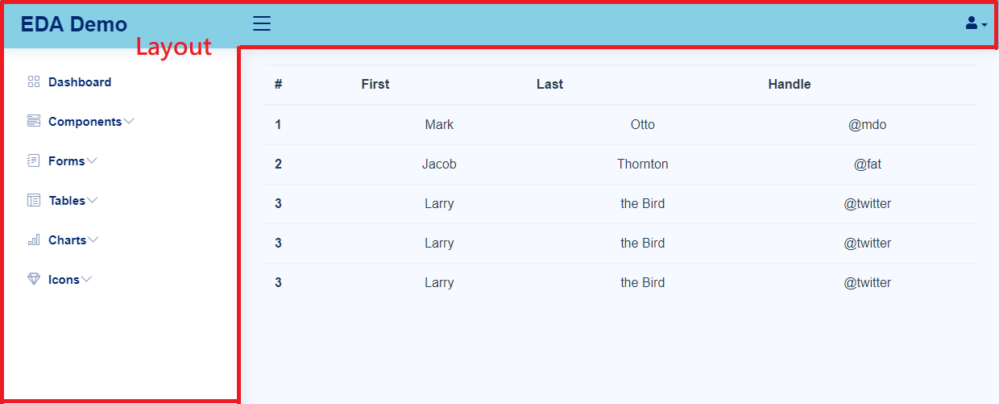 EDA Demo
Layout
Dashboard
Components
Forms
Tables
Charts
Icons
# First Last Handle
1 Mark Otto @mdo
2 Jacob Thornton @fat
3 Larry the Bird @twitter
3 Larry the Bird @twitter
3 Larry the Bird @twitter